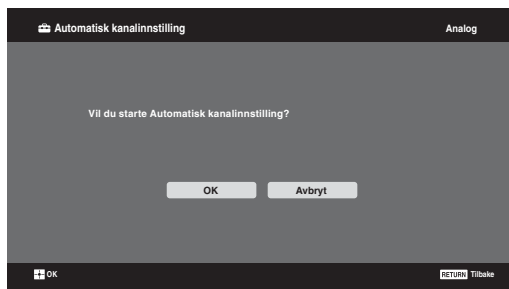 Automatisk kanalinnstilling Analog
Vil du starte Automatisk kanalinnstilling?
OK Avbryt
OK RETURN Tilbake